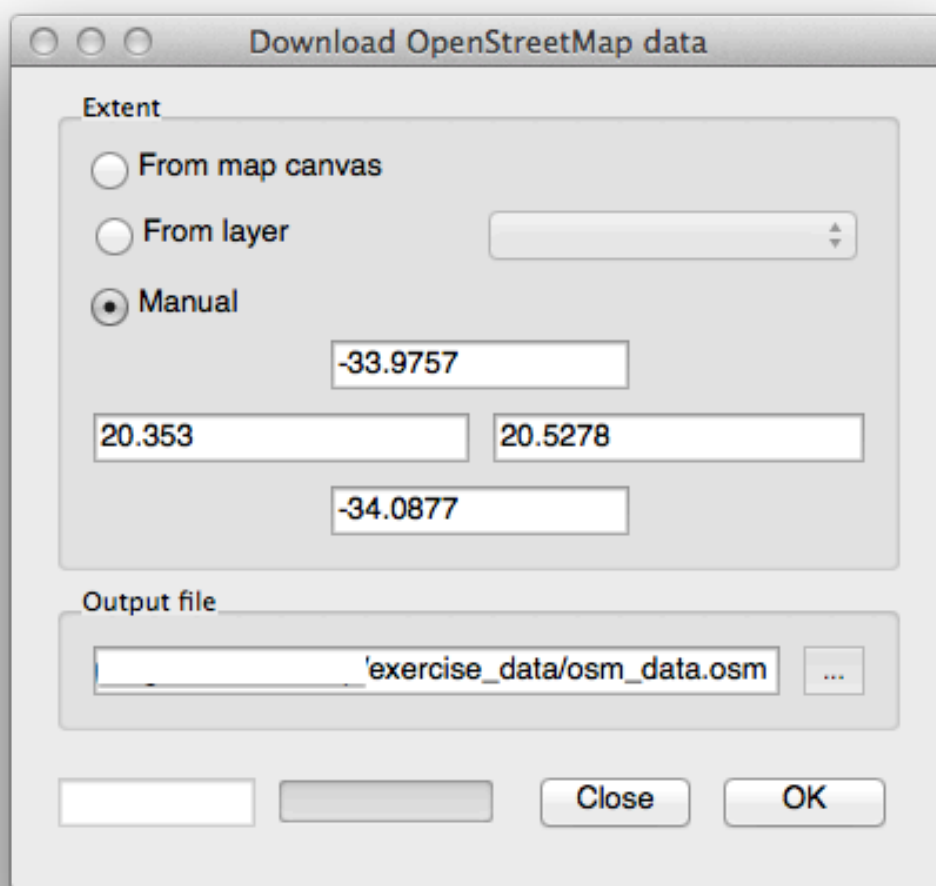 Download OpenStreetMap data
Extent
From map canvas
From layer
Manual
-33.9757
20.353 20.5278
-34.0877
Output file
/exercise_data/osm_data.osm ...
Close OK